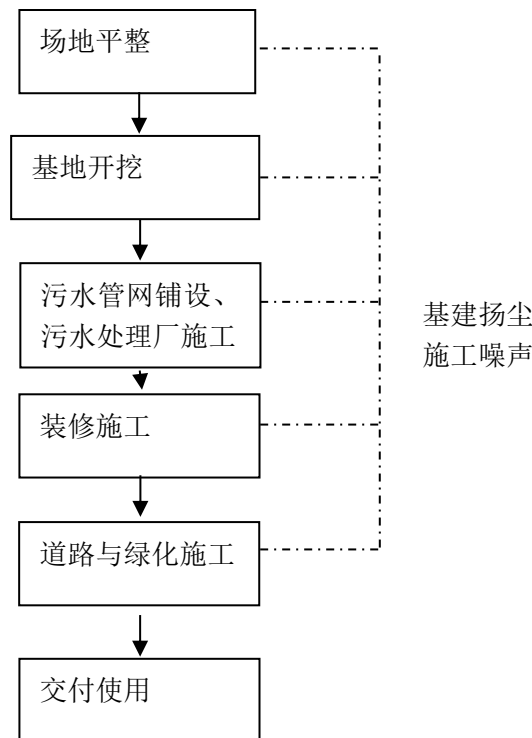 场地平整
基地开挖
污水管网铺设、
污水处理厂施工
基建扬尘
施工噪声
装修施工
道路与绿化施工
交付使用